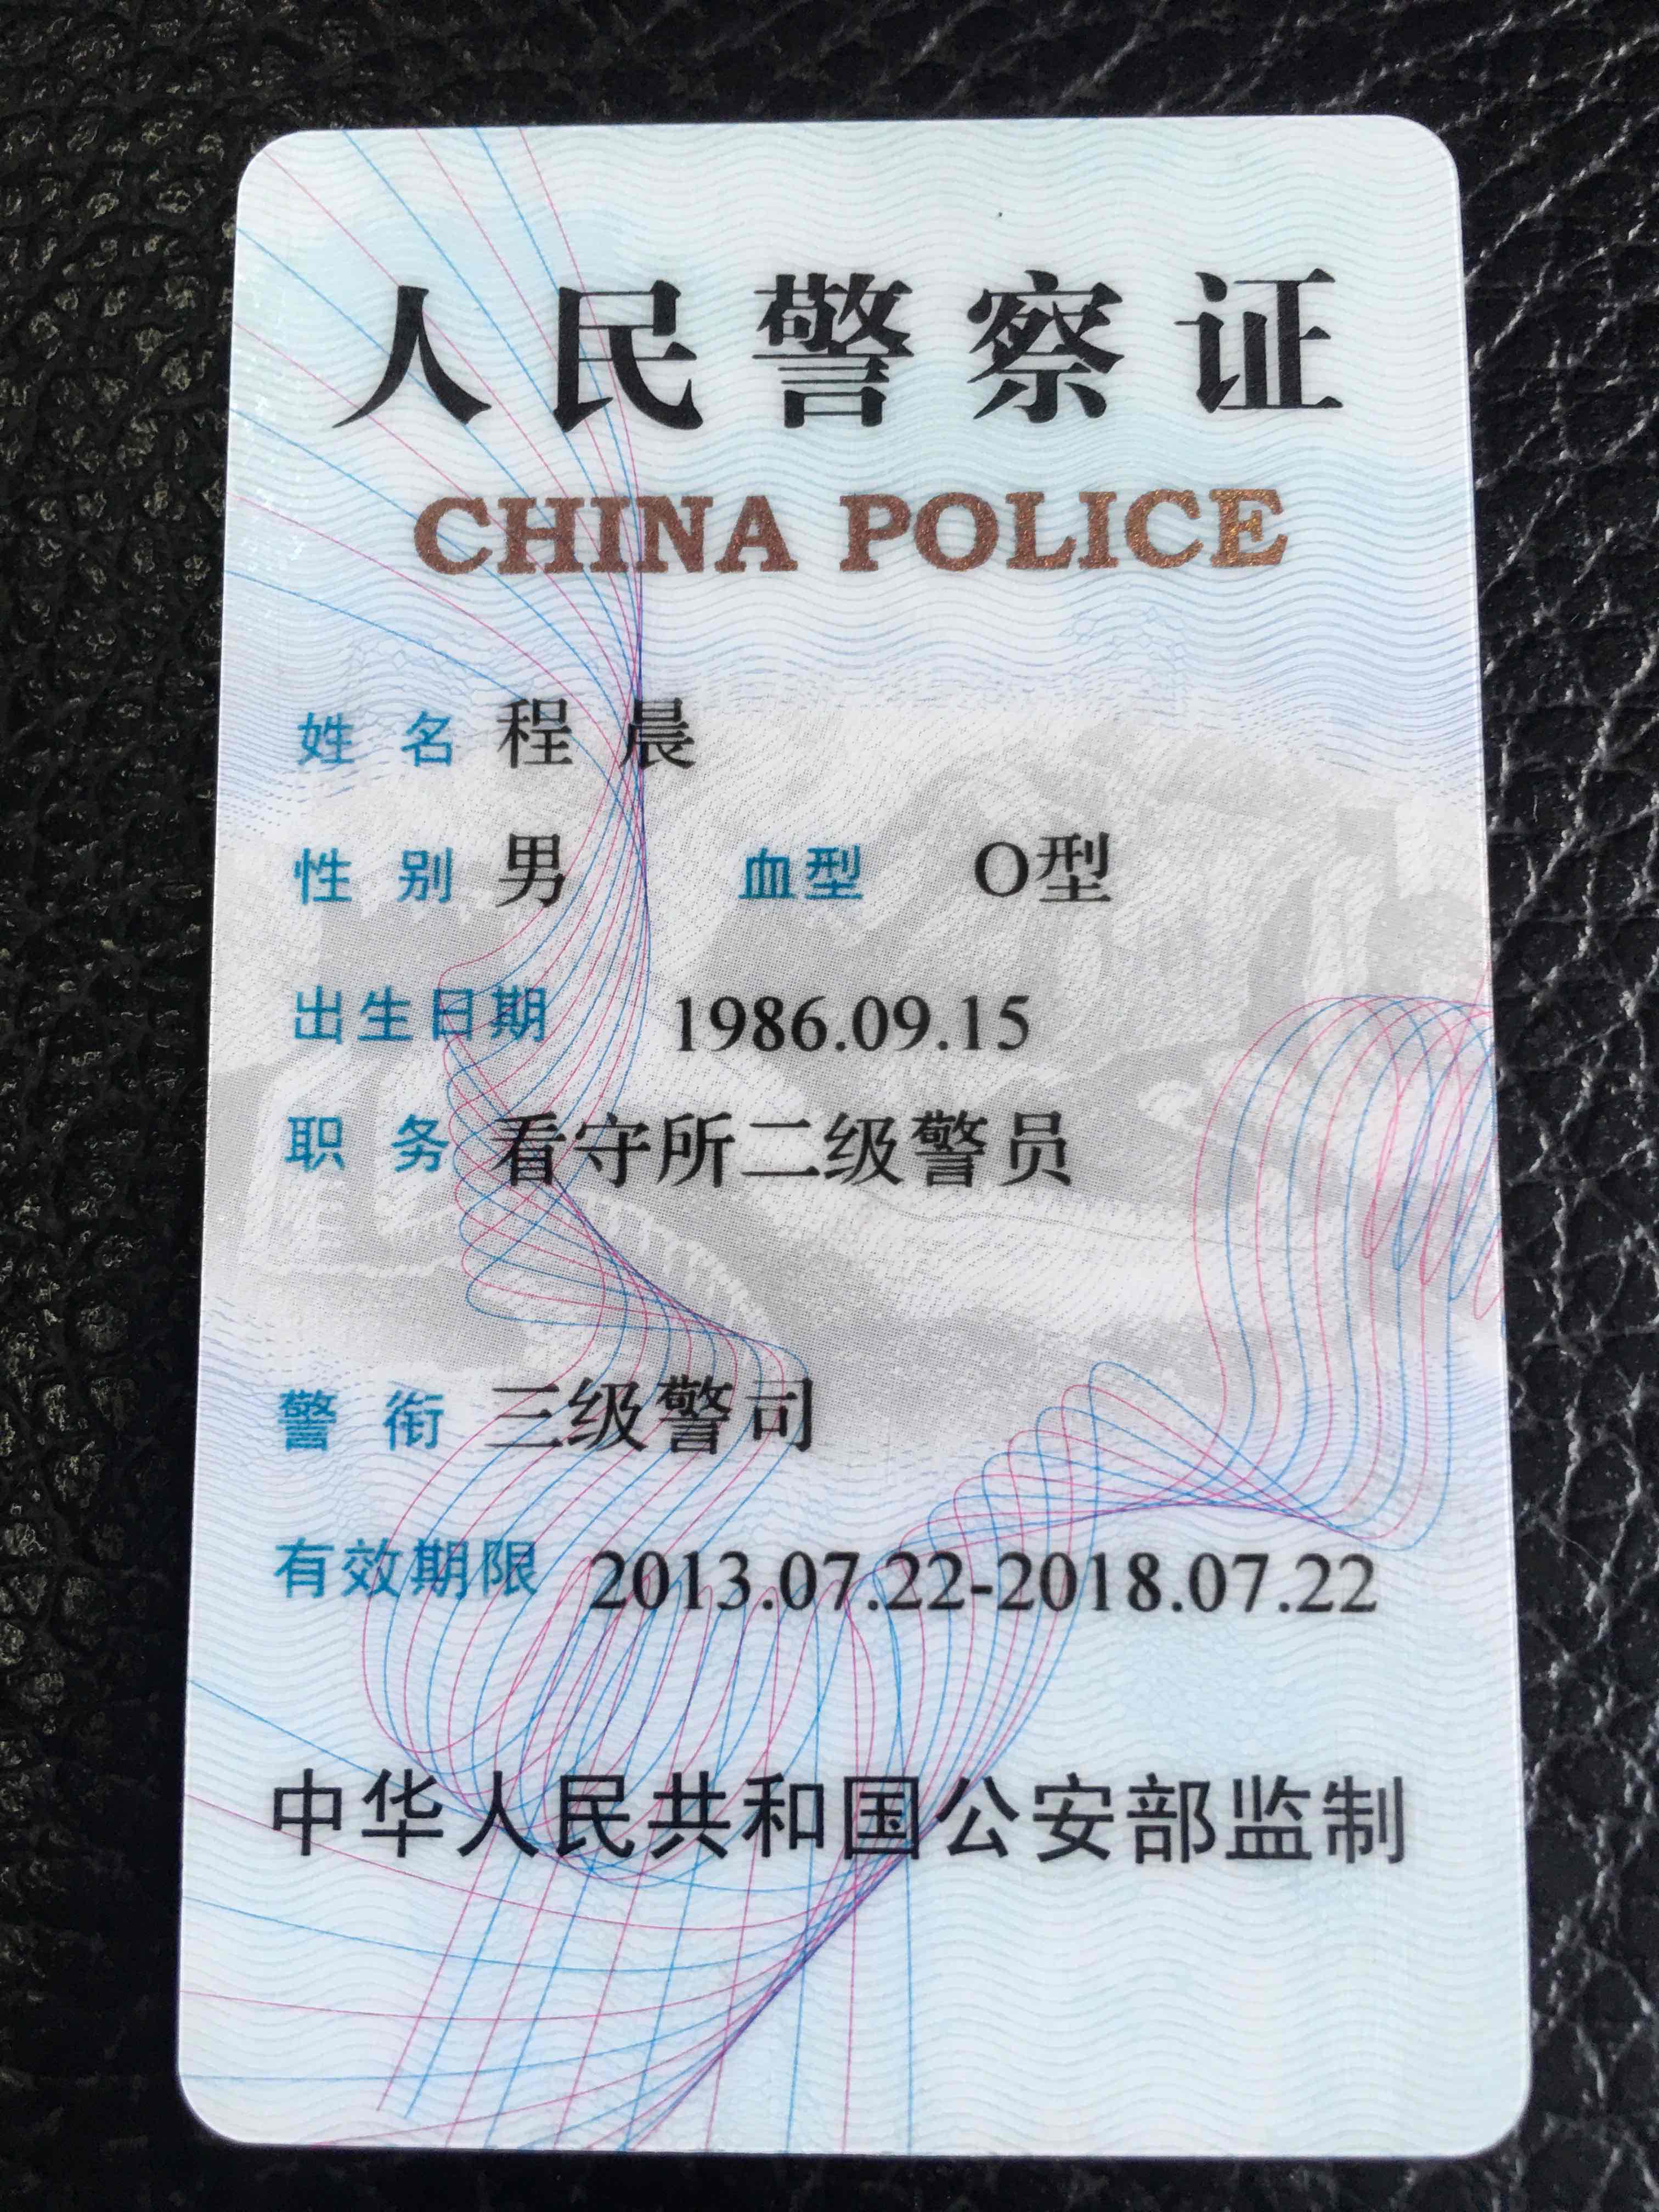 人民警察证
CHINA POLICE
姓 名 程 晨
性 别 男 血型 O型
出生日期 1986.09.15
职 务 看守所二级警员
警 衔 三级警司
有效期限 2013.07.22-2018.07.22
中华人民共和国公安部监制